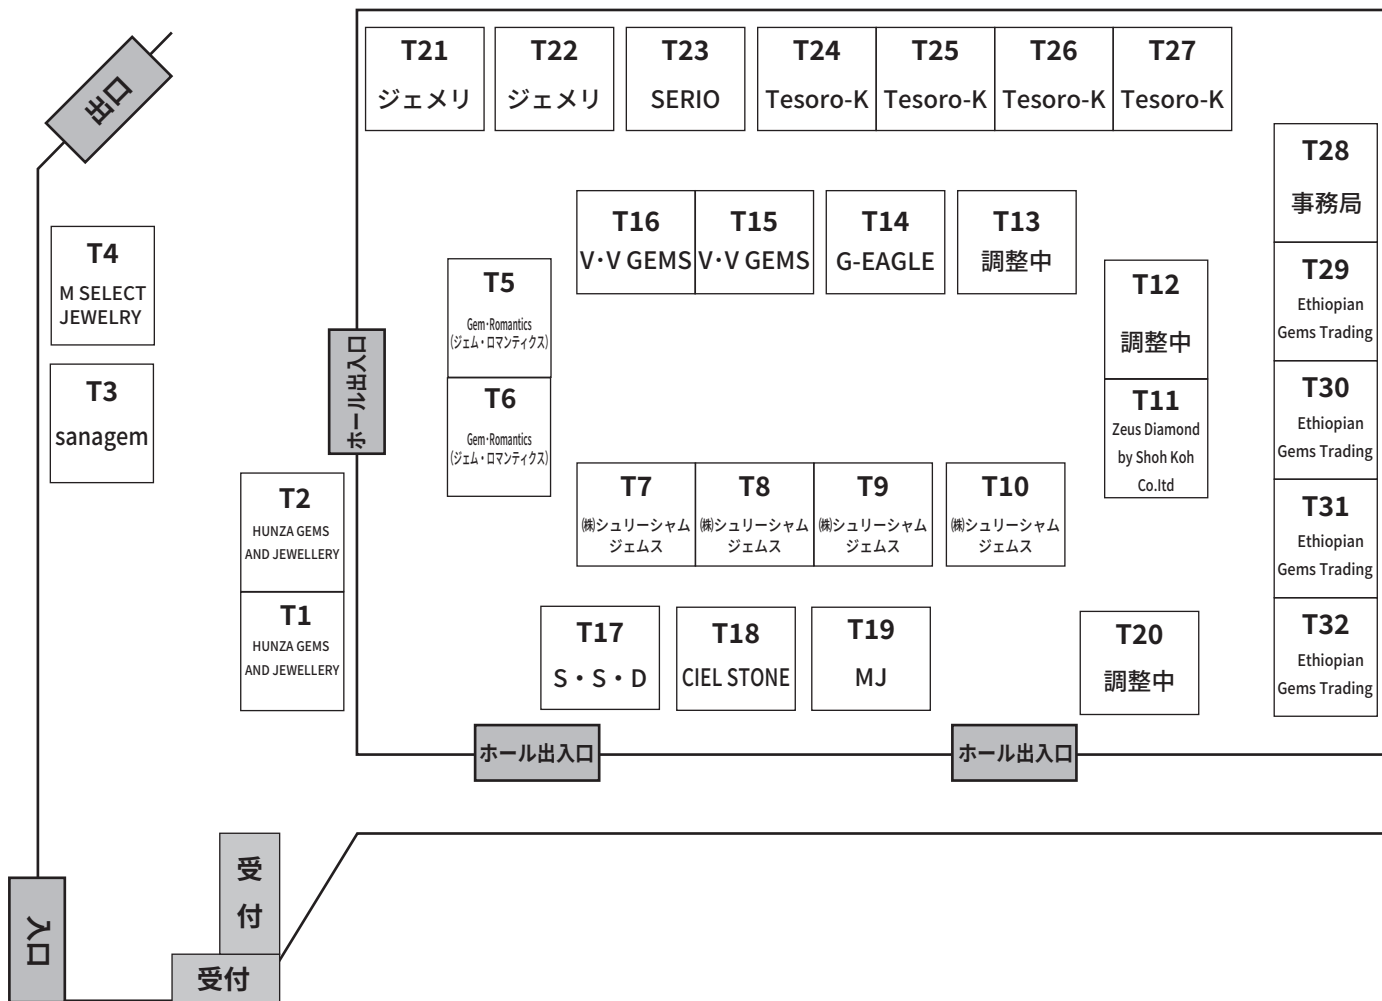 出口
T21
ジェメリ
T22
ジェメリ
T23
SERIO
T24
Tesoro-K
T25
Tesoro-K
T26
Tesoro-K
T27
Tesoro-K
T28
事務局
T29
Ethiopian
Gems Trading
T30
Ethiopian
Gems Trading
T31
Ethiopian
Gems Trading
T32
Ethiopian
Gems Trading
T16
V・V GEMS
T15
V・V GEMS
T14
G-EAGLE
T13
調整中
T12
調整中
T11
Zeus Diamond
by Shoh Koh
Co.ltd
T4
M SELECT
JEWELRY
T3
sanagem
T5
Gem・Romantics
(ジェム・ロマンティクス)
T6
Gem・Romantics
(ジェム・ロマンティクス)
ホール出入口
T2
HUNZA GEMS
AND JEWELLERY
T1
HUNZA GEMS
AND JEWELLERY
T7
㈱シュリーシャム
ジェムス
T8
㈱シュリーシャム
ジェムス
T9
㈱シュリーシャム
ジェムス
T10
㈱シュリーシャム
ジェムス
T17
S・S・D
T18
CIEL STONE
T19
MJ
T20
調整中
ホール出入口
ホール出入口
受付
受付
入口